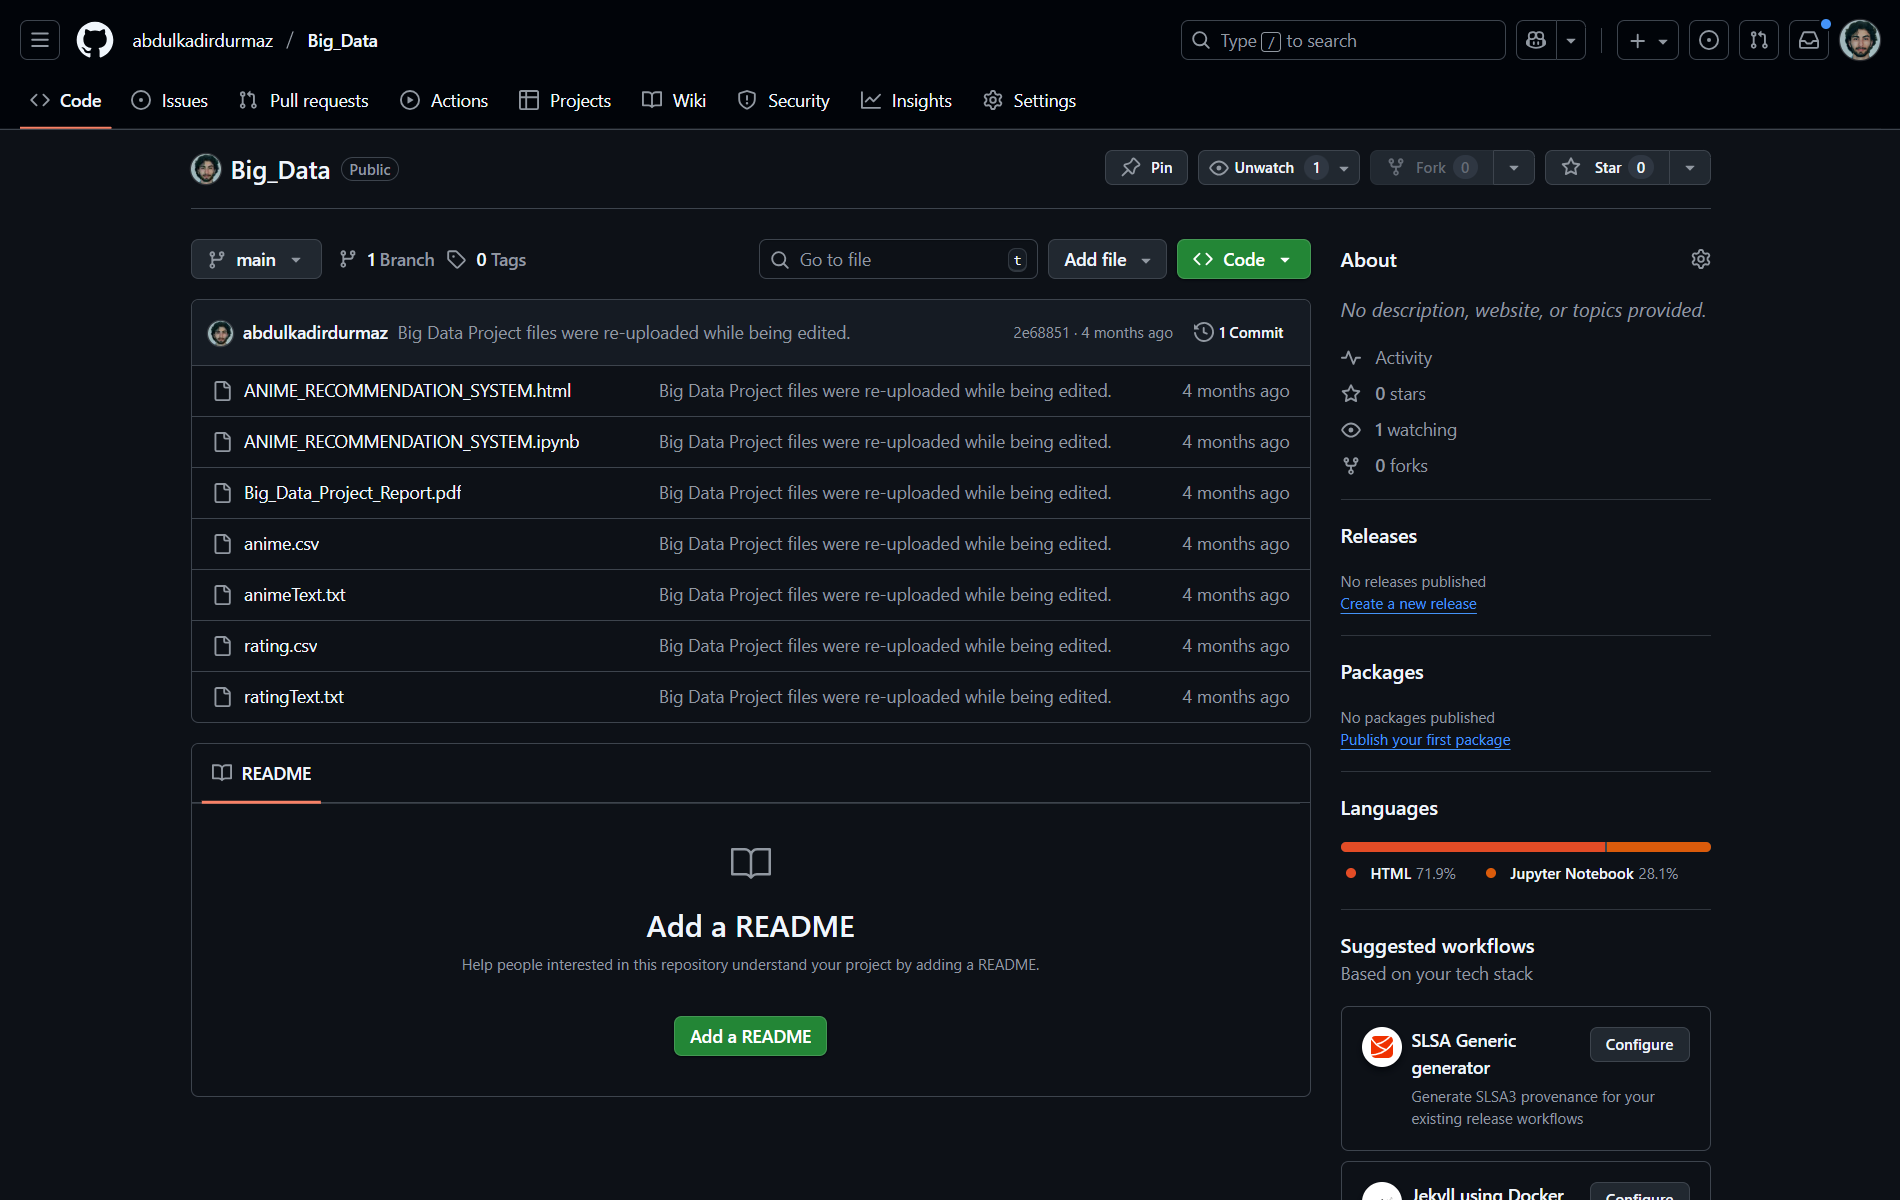 abdulkadirdurmaz / Big_Data
Type / to search
Code Issues Pull requests Actions Projects Wiki Security Insights Settings
Big_Data Public
Pin Unwatch 1 Fork 0 Star 0
main 1 Branch 0 Tags
Go to file t Add file Code
abdulkadirdurmaz Big Data Project files were re-uploaded while being edited. 2e68851 · 4 months ago 1 Commit
ANIME_RECOMMENDATION_SYSTEM.html Big Data Project files were re-uploaded while being edited. 4 months ago
ANIME_RECOMMENDATION_SYSTEM.ipynb Big Data Project files were re-uploaded while being edited. 4 months ago
Big_Data_Project_Report.pdf Big Data Project files were re-uploaded while being edited. 4 months ago
anime.csv Big Data Project files were re-uploaded while being edited. 4 months ago
animeText.txt Big Data Project files were re-uploaded while being edited. 4 months ago
rating.csv Big Data Project files were re-uploaded while being edited. 4 months ago
ratingText.txt Big Data Project files were re-uploaded while being edited. 4 months ago
README
Add a README
Help people interested in this repository understand your project by adding a README.
Add a README
About
No description, website, or topics provided.
Activity
0 stars
1 watching
0 forks
Releases
No releases published
Create a new release
Packages
No packages published
Publish your first package
Languages
HTML 71.9% Jupyter Notebook 28.1%
Suggested workflows
Based on your tech stack
SLSA Generic
generator
Configure
Generate SLSA3 provenance for your
existing release workflows
Jekyll using Docker
Configure